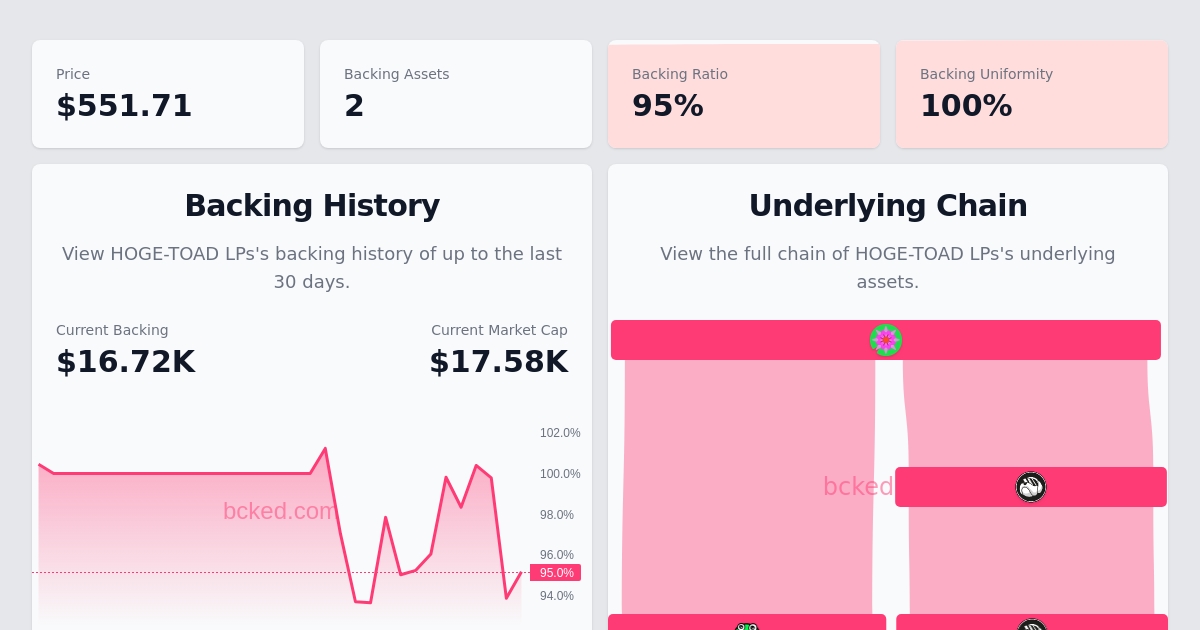 Price
$551.71
Backing Assets
2
Backing Ratio
95%
Backing Uniformity
100%
Backing History
View HOGE-TOAD LPs's backing history of up to the last
30 days.
Current Backing
$16.72K
Current Market Cap
$17.58K
102.0%
100.0%
98.0%
96.0%
95.0%
94.0%
bcked.com
Underlying Chain
View the full chain of HOGE-TOAD LPs's underlying
assets.
bcked